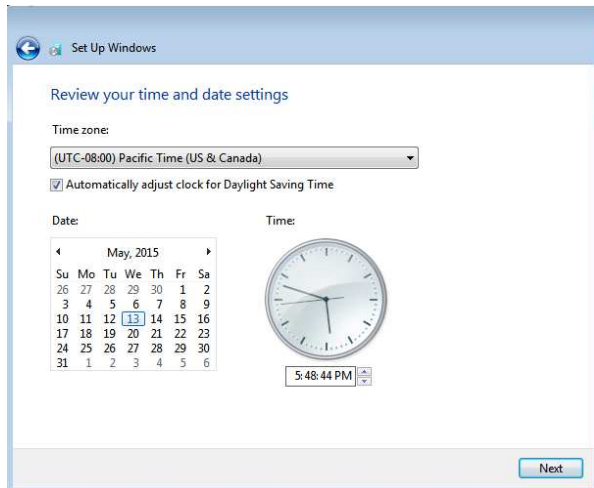 Set Up Windows
Review your time and date settings
Time zone:
(UTC-08:00) Pacific Time (US & Canada)
Automatically adjust clock for Daylight Saving Time
Date: Time:
May, 2015
Su Mo Tu We Th Fr Sa
26 27 28 29 30 1 2
3 4 5 6 7 8 9
10 11 12 13 14 15 16
17 18 19 20 21 22 23
24 25 26 27 28 29 30
31 1 2 3 4 5 6
5:48:44 PM
Next